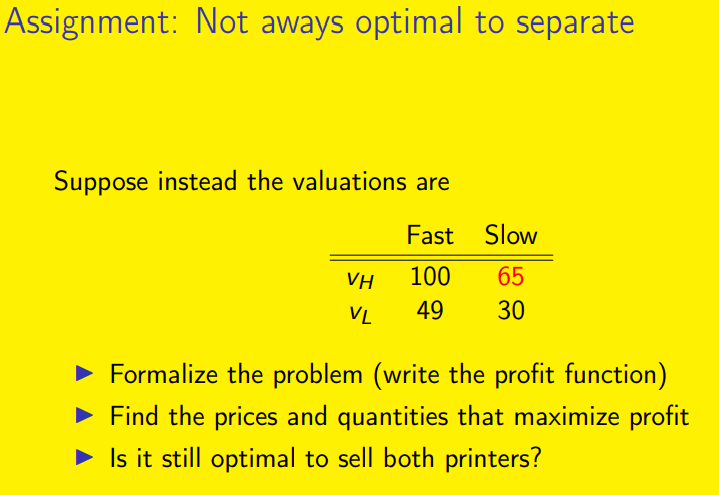 Assignment: Not aways optimal to separate
Suppose instead the valuations are
Fast Slow
v_H 100 65
v_L 49 30
Formalize the problem (write the profit function)
Find the prices and quantities that maximize profit
Is it still optimal to sell both printers?